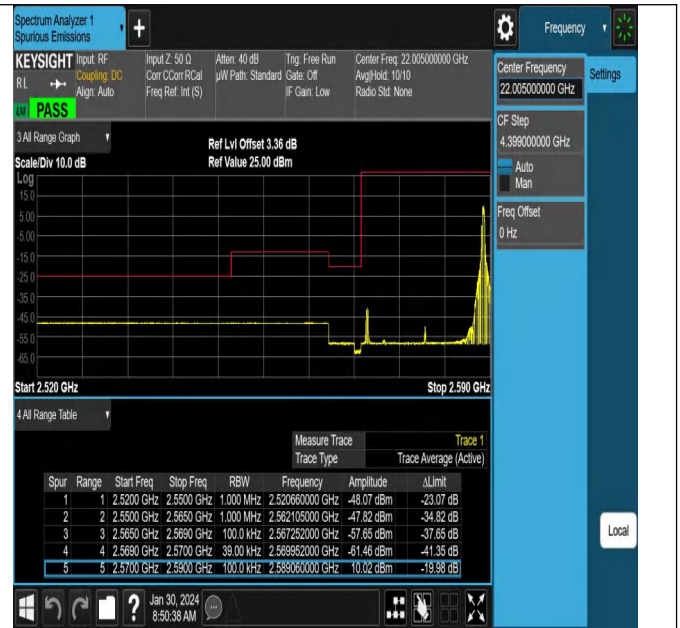 Spectrum Analyzer 1
Spurious Emissions
+
Frequency
KEYSIGHT Input: RF Input Z: 50 Ω Atten: 40 dB Trig: Free Run Center Freq: 22.005000000 GHz
RL Coupling: DC Corr CCorr RCal µW Path: Standard Gate: Off Avg|Hold: 10/10
Align: Auto Freq Ref: Int (S) IF Gain: Low Radio Std: None
PASS
Center Frequency
22.005000000 GHz
Settings
CF Step
4.399000000 GHz
Auto
Man
Freq Offset
0 Hz
Local
3 All Range Graph
Ref Lvl Offset 3.36 dB
Scale/Div 10.0 dB Ref Value 25.00 dBm
Log
15.0
5.00
-5.00
-15.0
-25.0
-35.0
-45.0
-55.0
-65.0
Start 2.520 GHz Stop 2.590 GHz
4 All Range Table
Measure Trace Trace 1
Trace Type Trace Average (Active)
Spur Range Start Freq Stop Freq RBW Frequency Amplitude ΔLimit
1 1 2.5200 GHz 2.5500 GHz 1.000 MHz 2.520660000 GHz -48.07 dBm -23.07 dB
2 2 2.5500 GHz 2.5650 GHz 1.000 MHz 2.562105000 GHz -47.82 dBm -34.82 dB
3 3 2.5650 GHz 2.5690 GHz 100.0 kHz 2.567252000 GHz -57.65 dBm -37.65 dB
4 4 2.5690 GHz 2.5700 GHz 39.00 kHz 2.569952000 GHz -61.46 dBm -41.35 dB
5 5 2.5700 GHz 2.5900 GHz 100.0 kHz 2.589060000 GHz 10.02 dBm -19.98 dB
?
Jan 30, 2024
8:50:38 AM